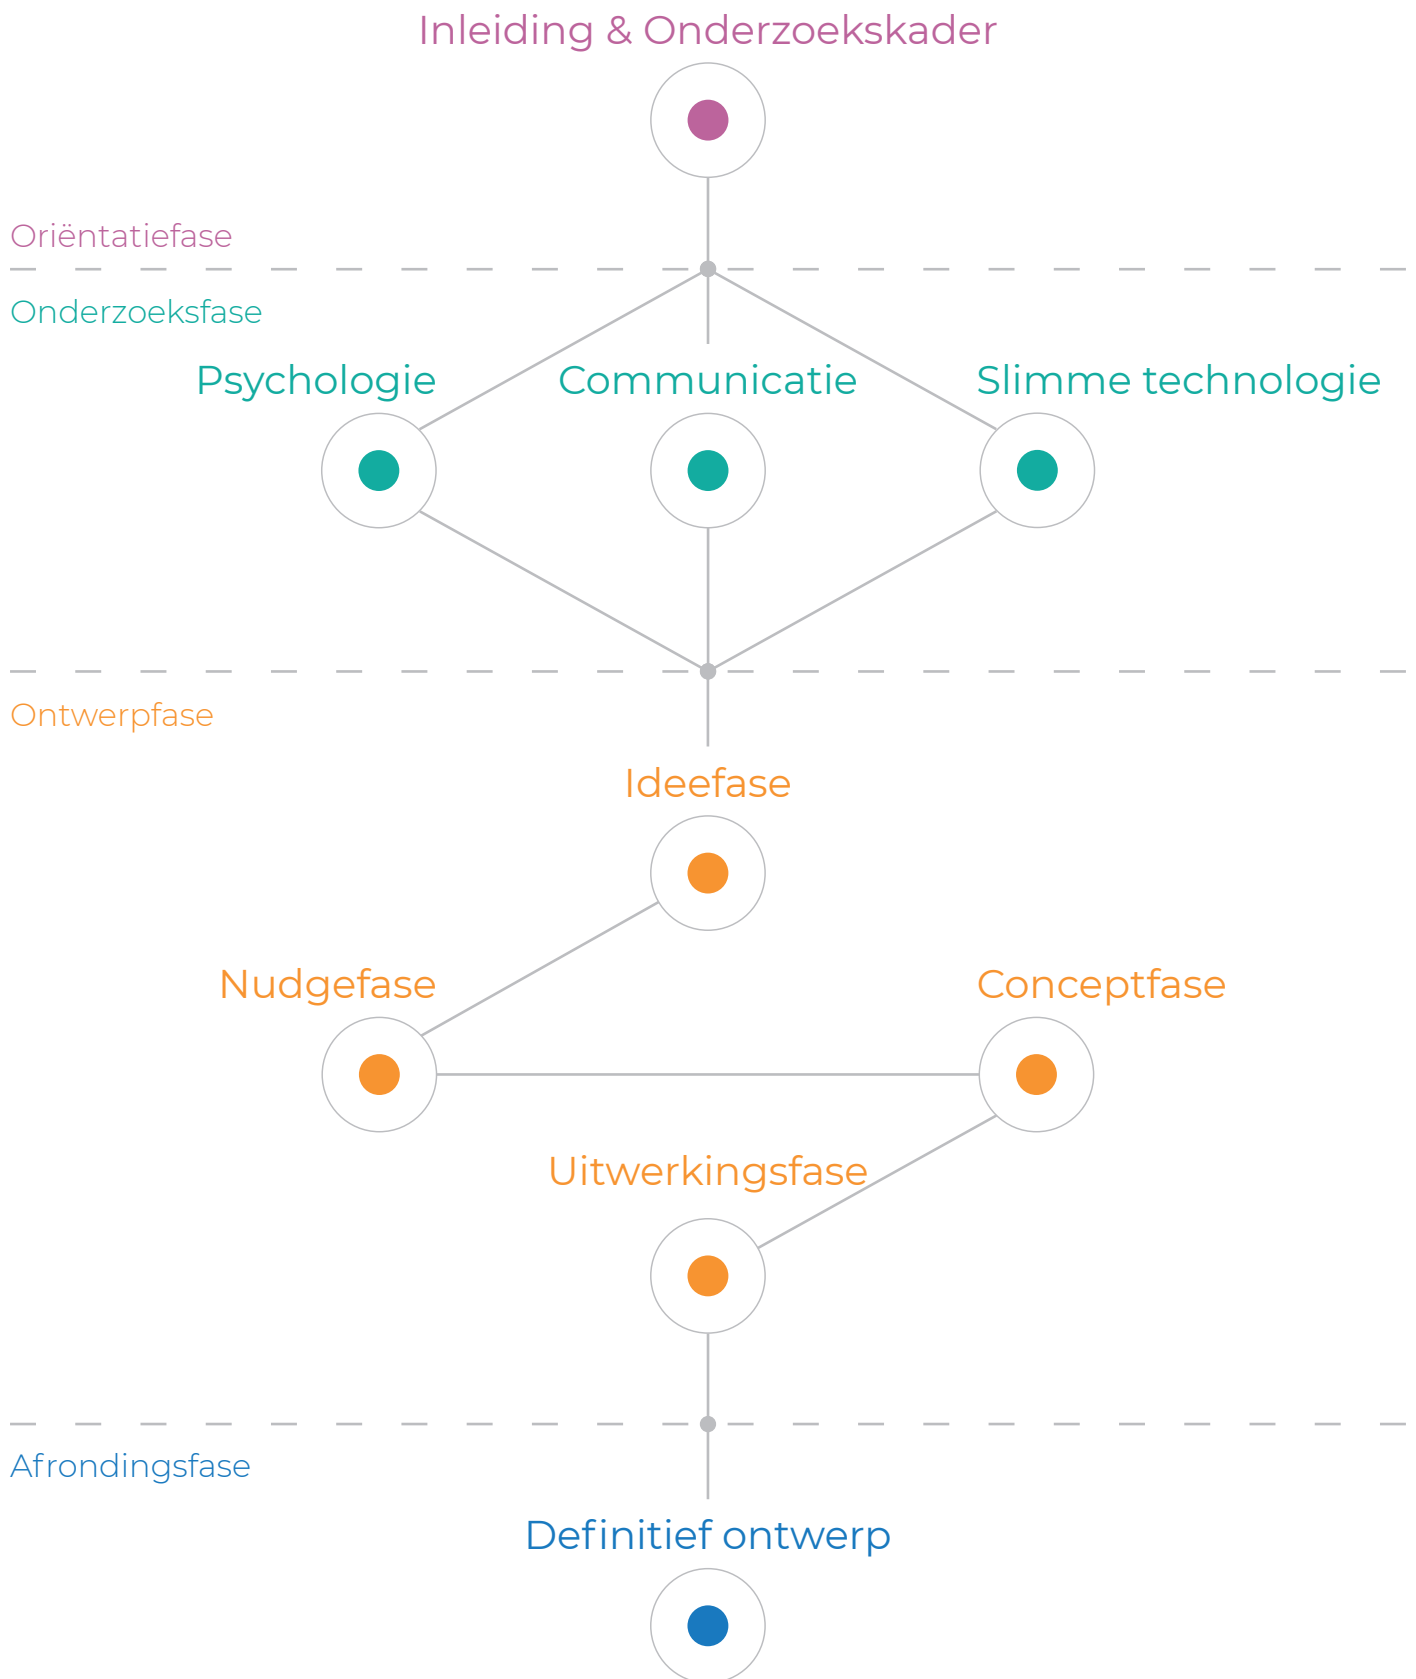 Inleiding & Onderzoekskader
Oriëntatiefase
Onderzoeksfase
Psychologie
Communicatie
Slimme technologie
Ontwerpfase
Ideefase
Nudgefase
Conceptfase
Uitwerkingsfase
Afrondingsfase
Definitief ontwerp